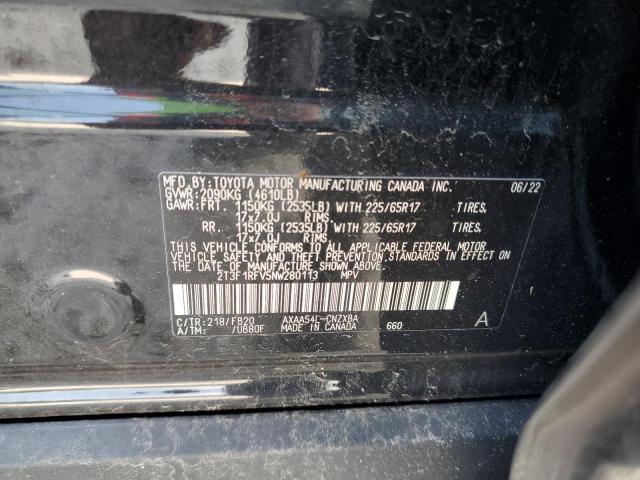 MFD. BY: TOYOTA MOTOR MANUFACTURING CANADA INC. 06/22
GVWR: 2090KG (4610LB)
GAWR: FRT. 1150KG (2535LB) WITH 225/65R17 TIRES,
17x7.0J RIMS,
RR. 1150KG (2535LB) WITH 225/65R17 TIRES,
17x7.0J RIMS,
THIS VEHICLE CONFORMS TO ALL APPLICABLE FEDERAL MOTOR
VEHICLE SAFETY AND THEFT PREVENTION STANDARDS IN EFFECT ON
THE DATE OF MANUFACTURE SHOWN ABOVE.
2T3F1RFV5NW280113 MPV
C/TR: 218/FB20 AXAA54L-CNZXBA A
A/TM: /UB80F MADE IN CANADA 660